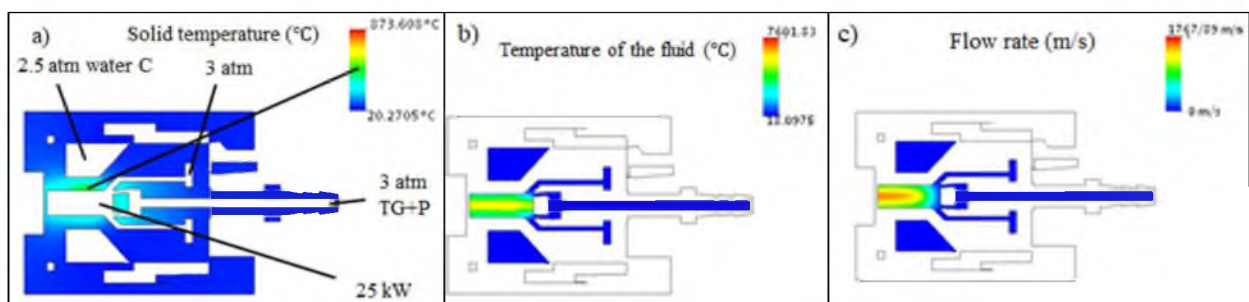 a)
Solid temperature (°C)
873.608°C
2.5 atm water C
3 atm
20.2705°C
3 atm
TG+P
25 kW
b)
Temperature of the fluid (°C)
7601.83
c)
Flow rate (m/s)
0 m/s